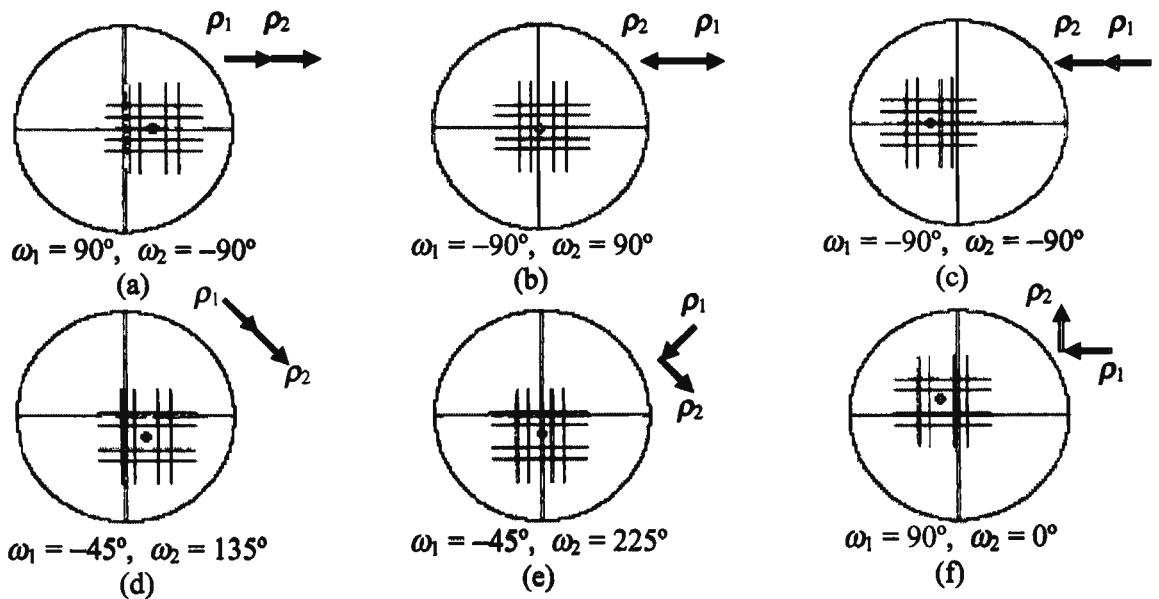 ρ₁ ρ₂
ω₁ = 90°, ω₂ = −90°
(a)
ρ₂ ρ₁
ω₁ = −90°, ω₂ = 90°
(b)
ρ₂ ρ₁
ω₁ = −90°, ω₂ = −90°
(c)
ρ₁
ρ₂
ω₁ = −45°, ω₂ = 135°
(d)
ρ₁
ρ₂
ω₁ = −45°, ω₂ = 225°
(e)
ρ₂
ρ₁
ω₁ = 90°, ω₂ = 0°
(f)